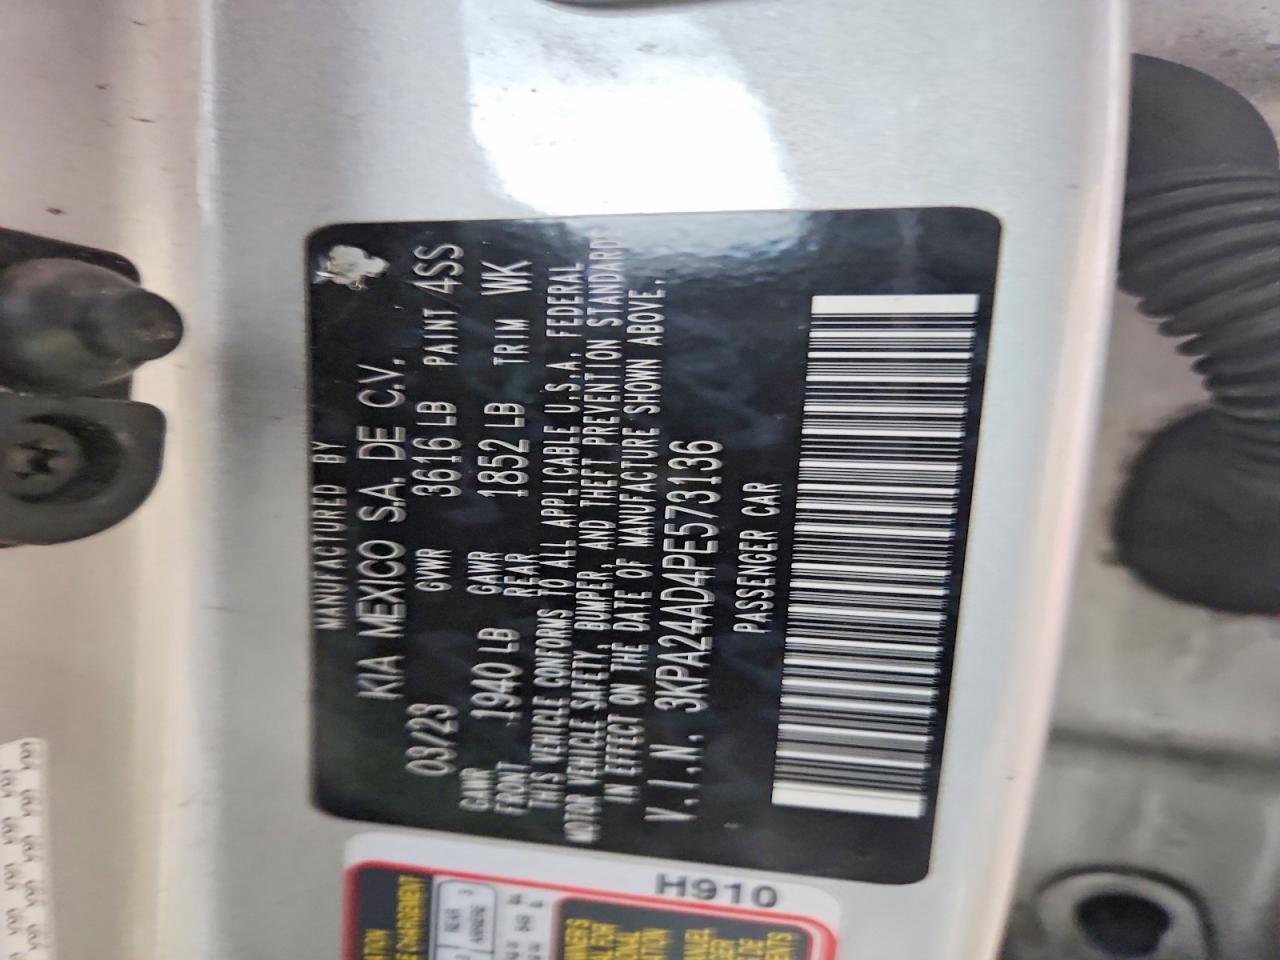 MANUFACTURED BY
KIA MEXICO S.A. DE C.V.
03/23 GVWR 3616 LB PAINT 4SS
GAWR FRONT 1940 LB GAWR REAR 1852 LB TRIM WK
THIS VEHICLE CONFORMS TO ALL APPLICABLE U.S.A. FEDERAL
MOTOR VEHICLE SAFETY, BUMPER, AND THEFT PREVENTION STANDARDS
IN EFFECT ON THE DATE OF MANUFACTURE SHOWN ABOVE.
V.I.N. 3KPA24AD4PE573136
PASSENGER CAR
H910
REAR